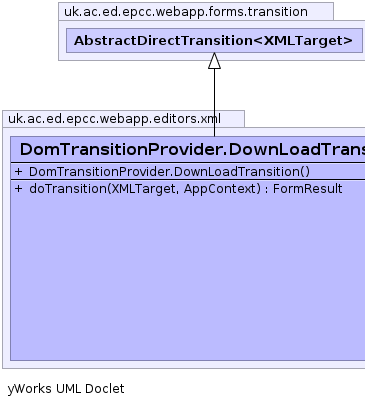 uk.ac.ed.epcc.webapp.forms.transition
AbstractDirectTransition<XMLTarget>
uk.ac.ed.epcc.webapp.editors.xml
DomTransitionProvider.DownLoadTrans
+ DomTransitionProvider.DownLoadTransition()
+ doTransition(XMLTarget, AppContext) : FormResult
yWorks UML Doclet